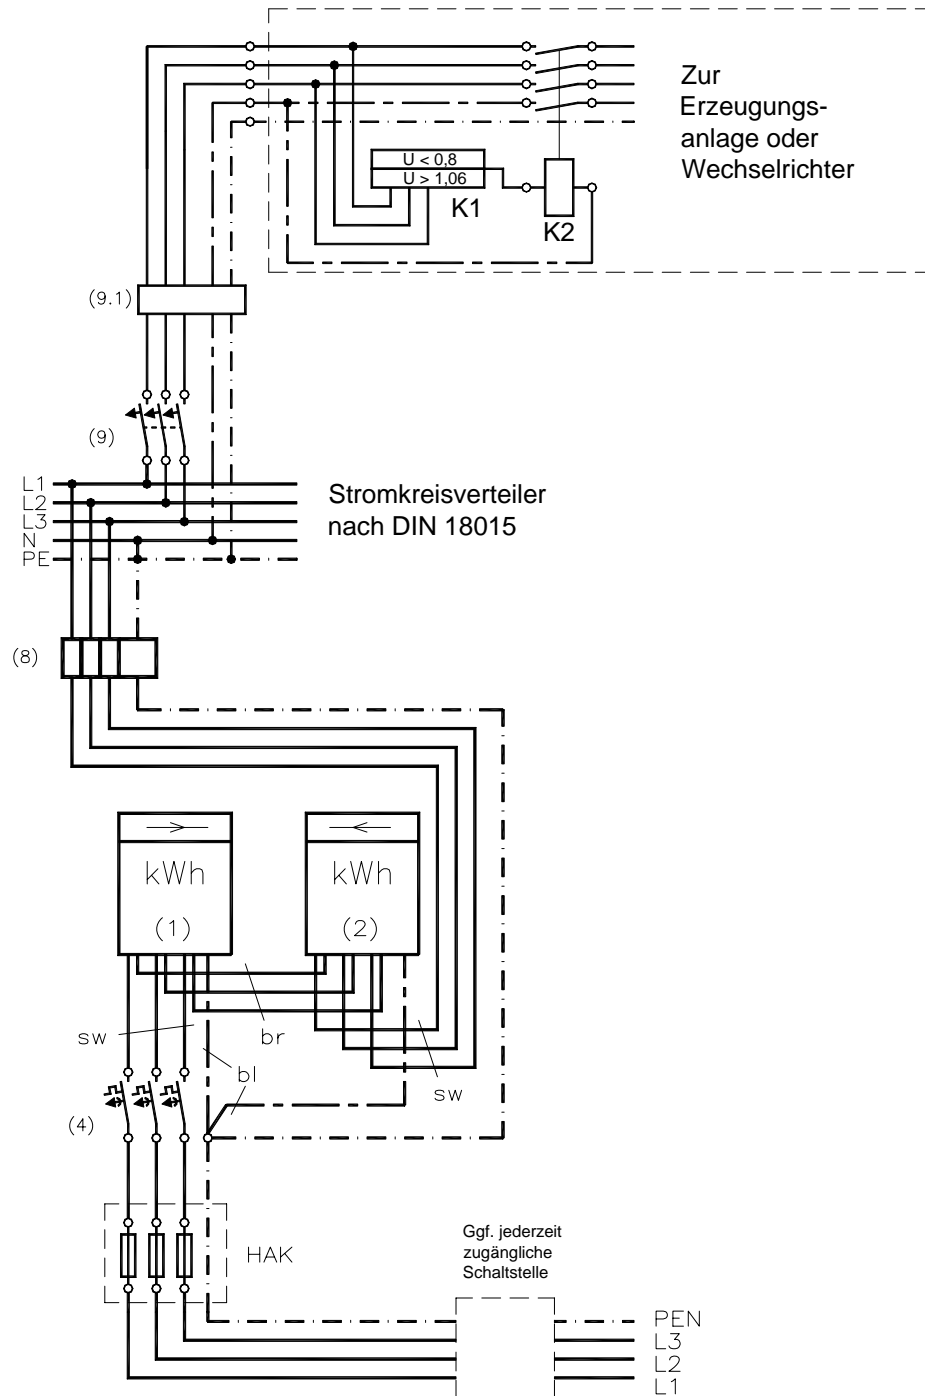 Zur
Erzeugungs-
anlage oder
Wechselrichter
U < 0,8
U > 1,06
K1
K2
(9.1)
(9)
L1
L2
L3
N
PE
Stromkreisverteiler
nach DIN 18015
(8)
kWh
(1)
kWh
(2)
sw
br
bl
sw
(4)
HAK
Ggf. jederzeit
zugängliche
Schaltstelle
PEN
L3
L2
L1